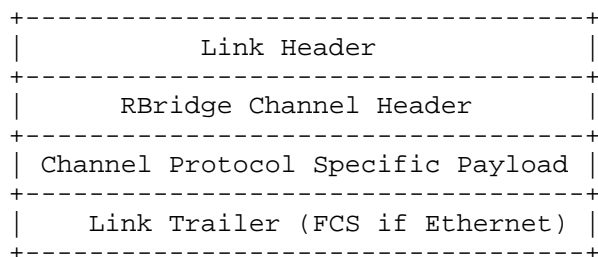 +-----------------------------------+
|           Link Header             |
+-----------------------------------+
|      RBridge Channel Header       |
+-----------------------------------+
| Channel Protocol Specific Payload |
+-----------------------------------+
|    Link Trailer (FCS if Ethernet) |
+-----------------------------------+